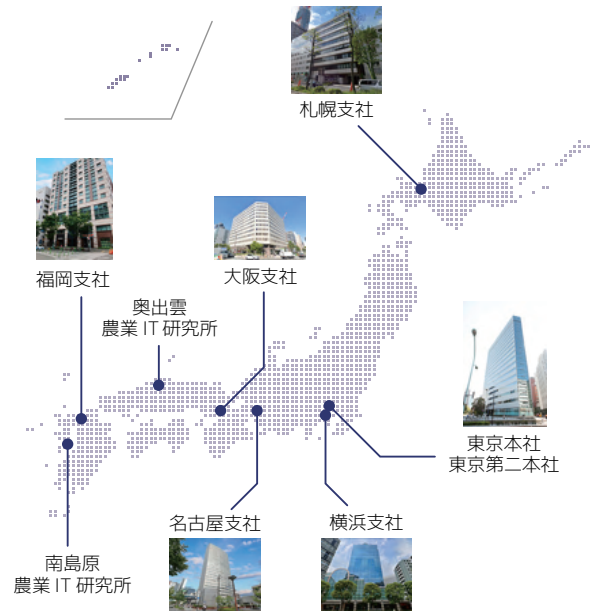 札幌支社
福岡支社
大阪支社
奥出雲
農業 IT 研究所
東京本社
東京第二本社
名古屋支社
横浜支社
南島原
農業 IT 研究所